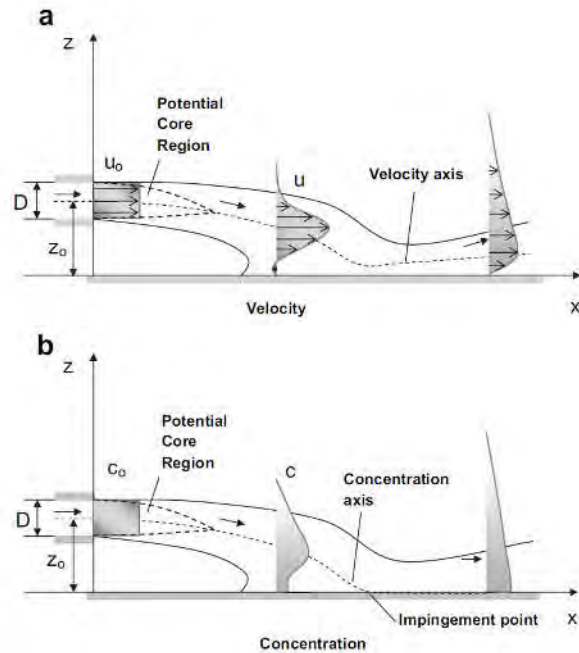 a
z
Potential
Core
Region
u₀
u
Velocity axis
D
z₀
Velocity
x
b
z
Potential
Core
Region
c₀
c
Concentration
axis
D
z₀
x
Impingement point
Concentration